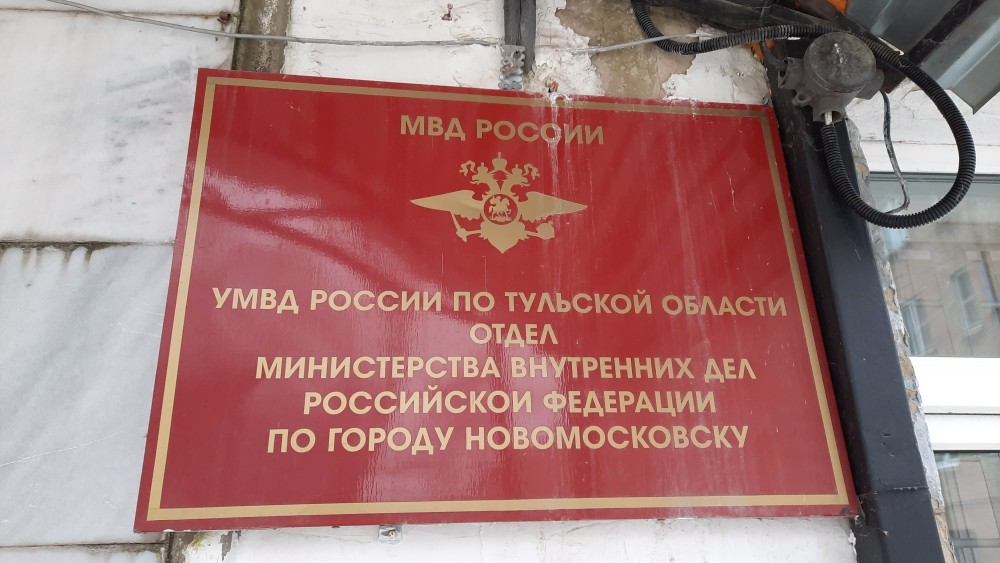 МВД РОССИИ
УМВД РОССИИ ПО ТУЛЬСКОЙ ОБЛАСТИ
ОТДЕЛ
МИНИСТЕРСТВА ВНУТРЕННИХ ДЕЛ
РОССИЙСКОЙ ФЕДЕРАЦИИ
ПО ГОРОДУ НОВОМОСКОВСКУ